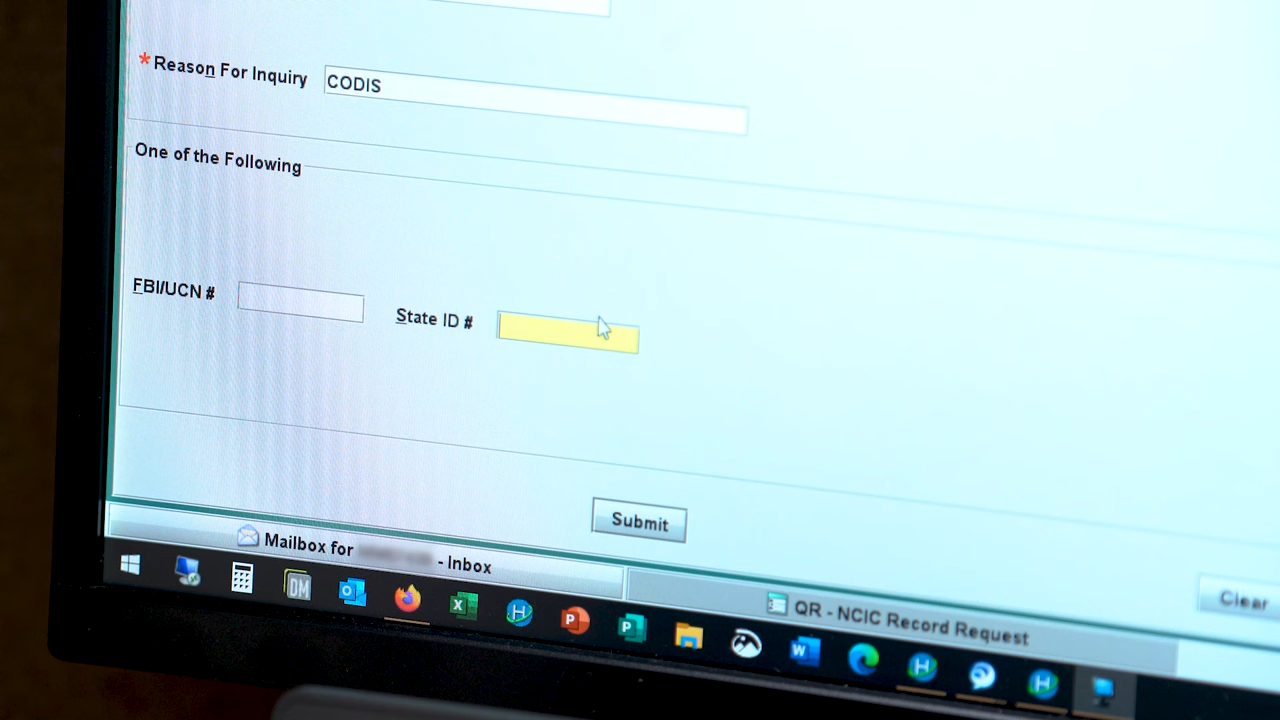 *Reason For Inquiry CODIS
One of the Following
FBI/UCN #
State ID #
Submit
Mailbox for - Inbox
Clear
QR - NCIC Record Request
DM